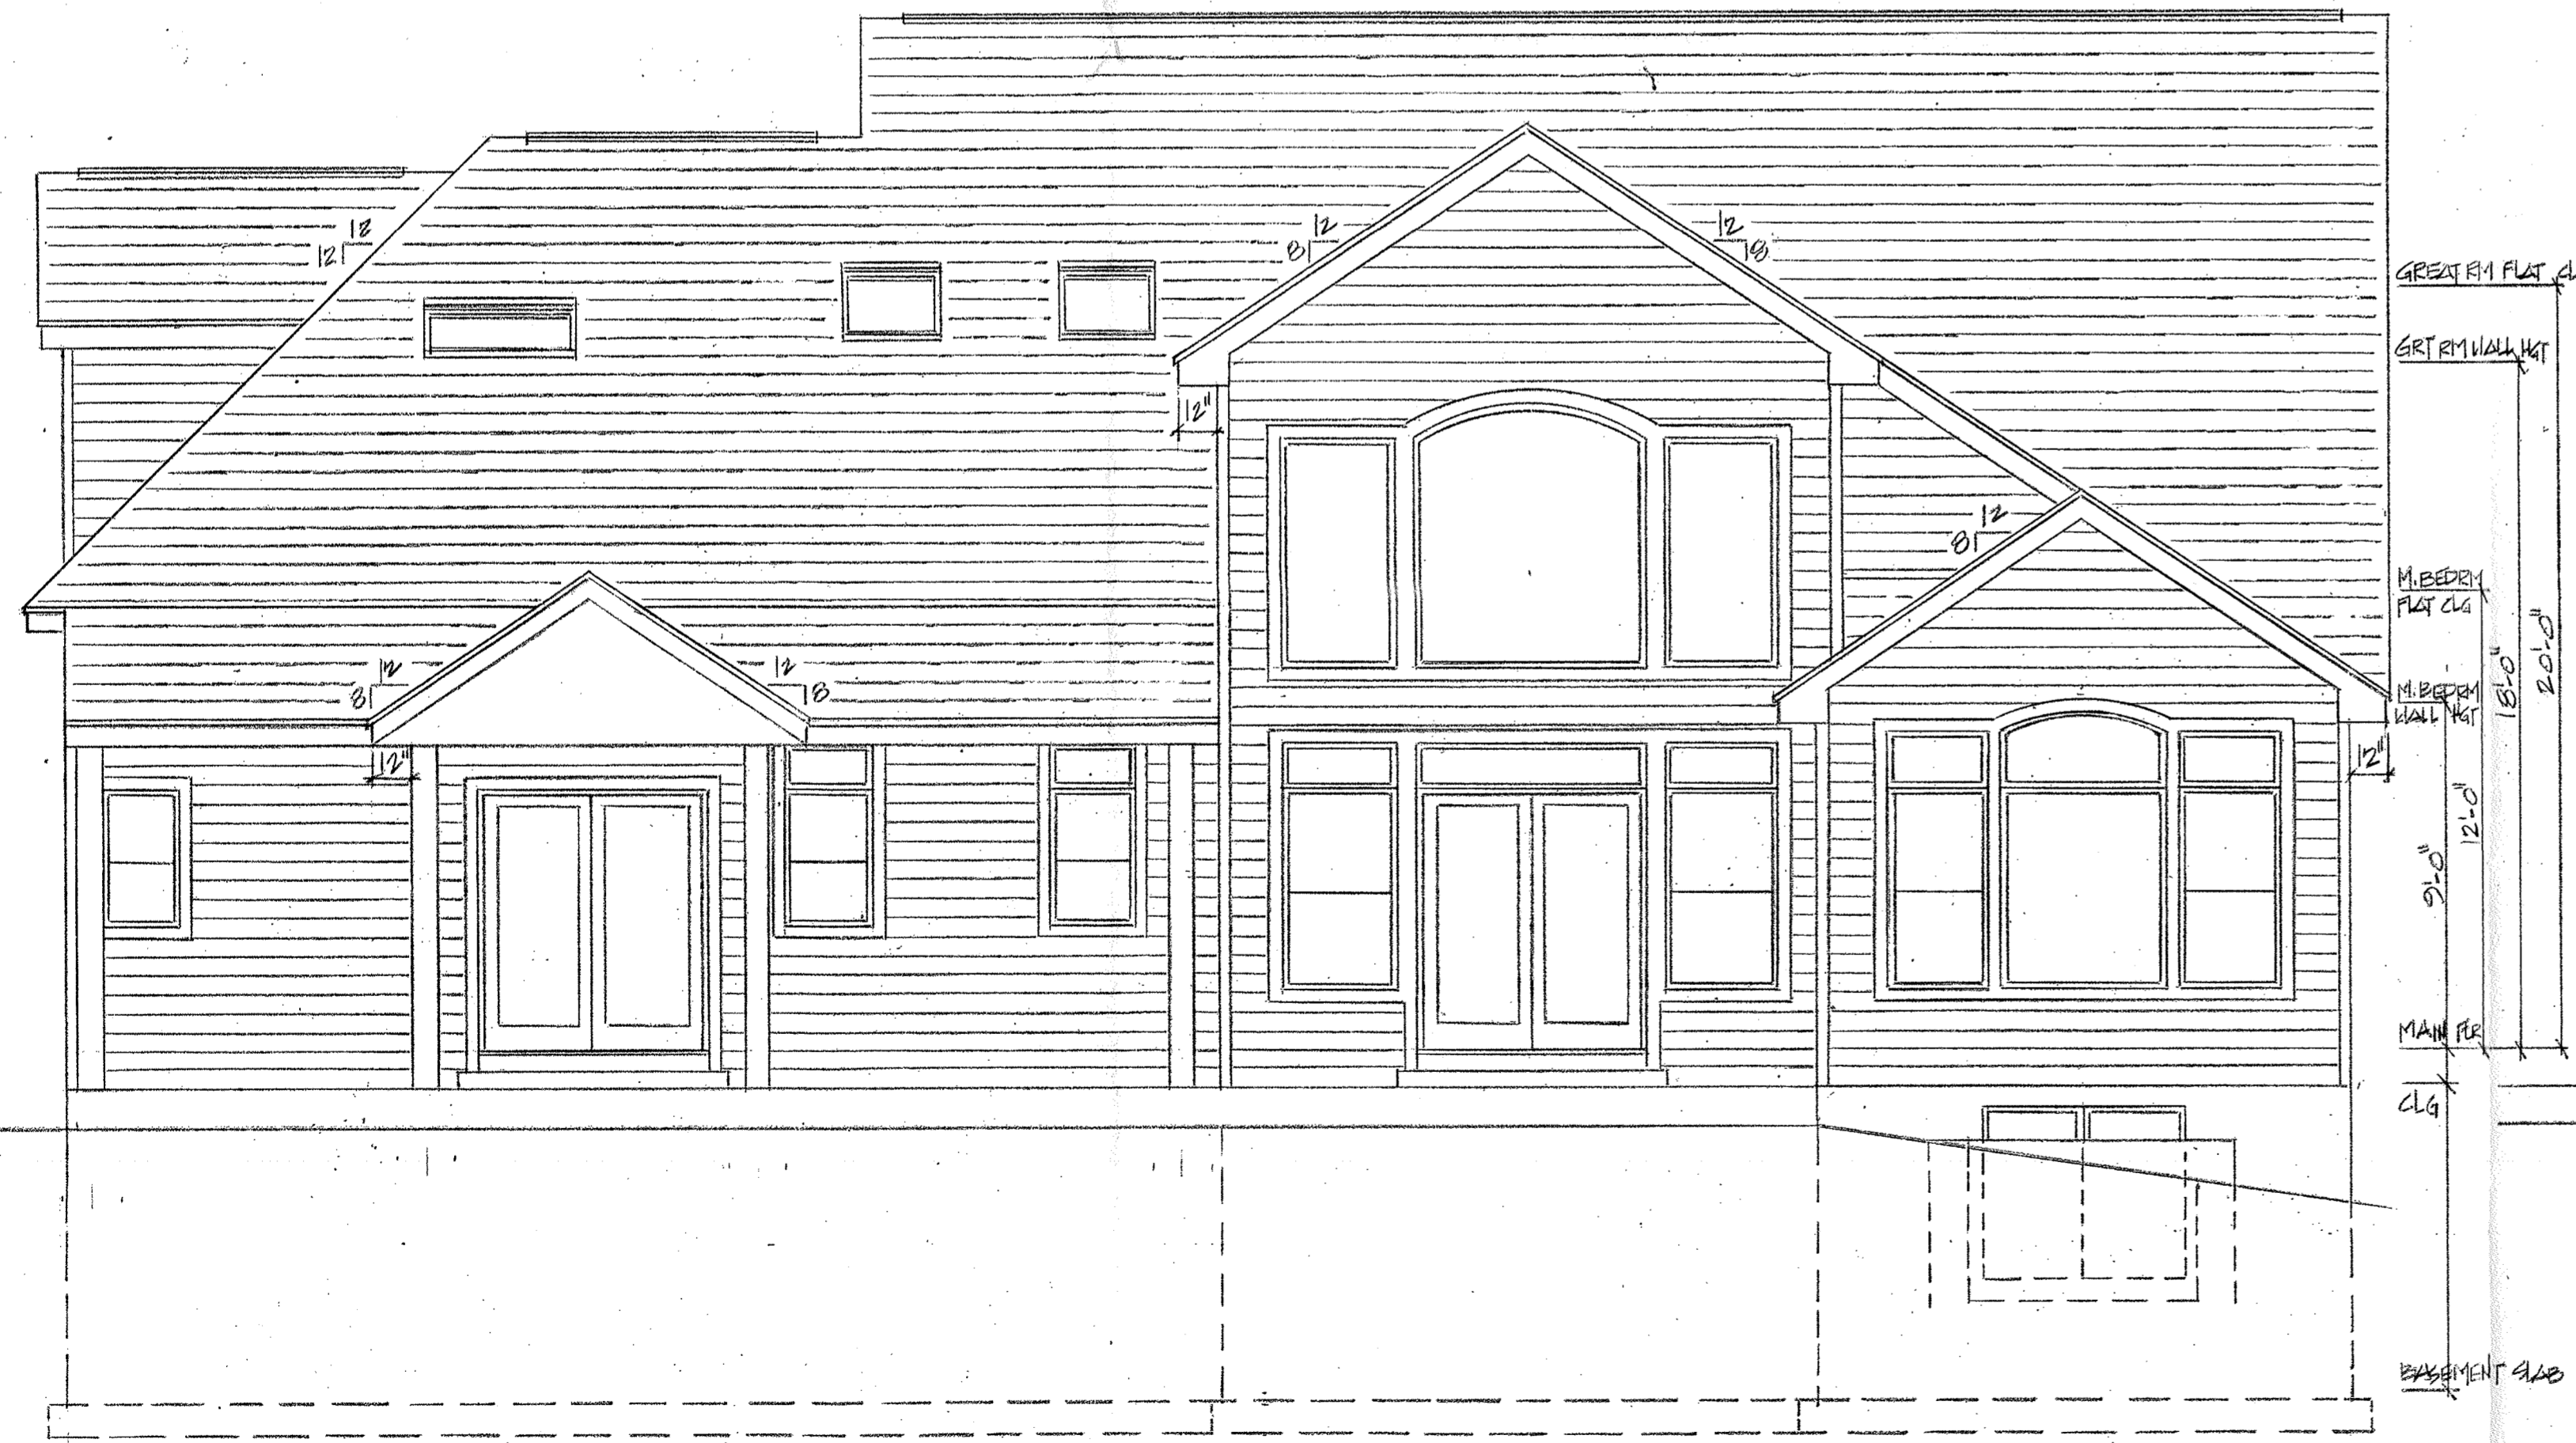 12
12
12
8
12
8
GREAT RM FLAT CL
GRT RM WALL HGT
12"
12
8
M. BEDRM
FLAT CLG
20'-0"
18'-0"
12
8
12
8
M. BEDRM
WALL HGT
12"
12"
12'-0"
9'-0"
MAIN FLR
CLG
BASEMENT SLAB